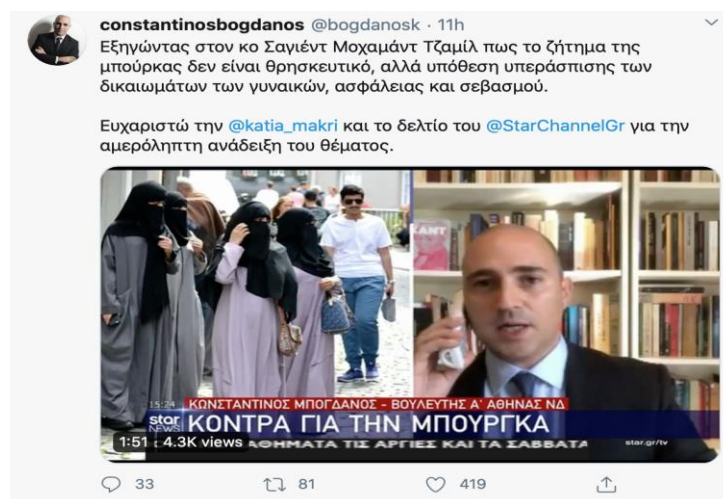 constantinosbogdanos @bogdanosk · 11h
Εξηγώντας στον κο Σαγιέντ Μοχαμάντ Τζαμίλ πως το ζήτημα της
μπούρκας δεν είναι θρησκευτικό, αλλά υπόθεση υπεράσπισης των
δικαιωμάτων των γυναικών, ασφάλειας και σεβασμού.
Ευχαριστώ την @katia_makri και το δελτίο του @StarChannelGr για την
αμερόληπτη ανάδειξη του θέματος.
ΚΑΝΤ
15:24
ΚΩΝΣΤΑΝΤΙΝΟΣ ΜΠΟΓΔΑΝΟΣ - ΒΟΥΛΕΥΤΗΣ Α' ΑΘΗΝΑΣ ΝΔ
star NEWS
ΚΟΝΤΡΑ ΓΙΑ ΤΗΝ ΜΠΟΥΡΓΚΑ
1:51 4.3K views
ΑΘΗΜΑΤΑ ΤΙΣ ΑΡΓΙΕΣ ΚΑΙ ΤΑ ΣΑΒΒΑΤΑ
star.gr/tv
33 81 419